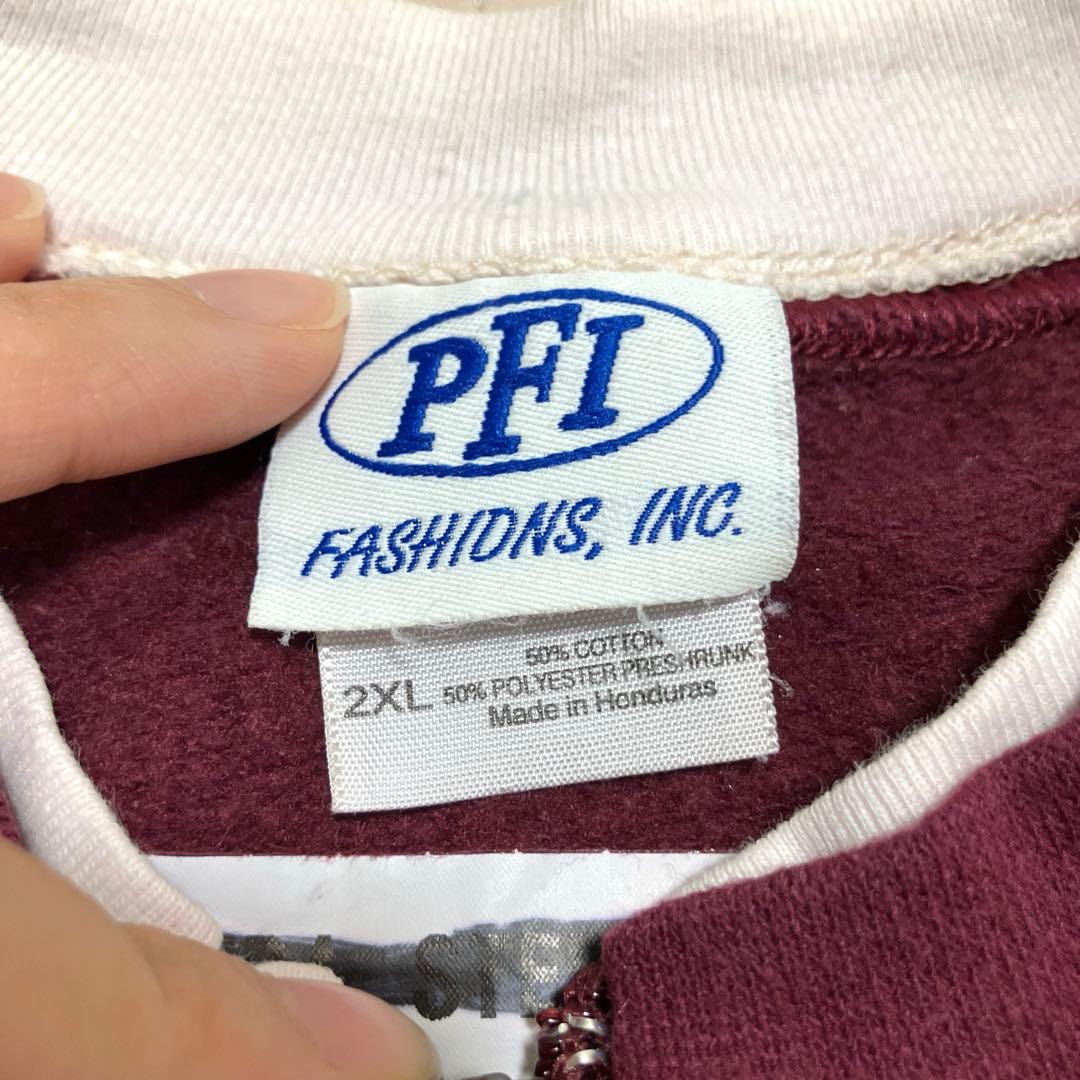 PFI
FASHIONS, INC.
50% COTTON
2XL 50% POLYESTER PRESHRUNK
Made in Honduras